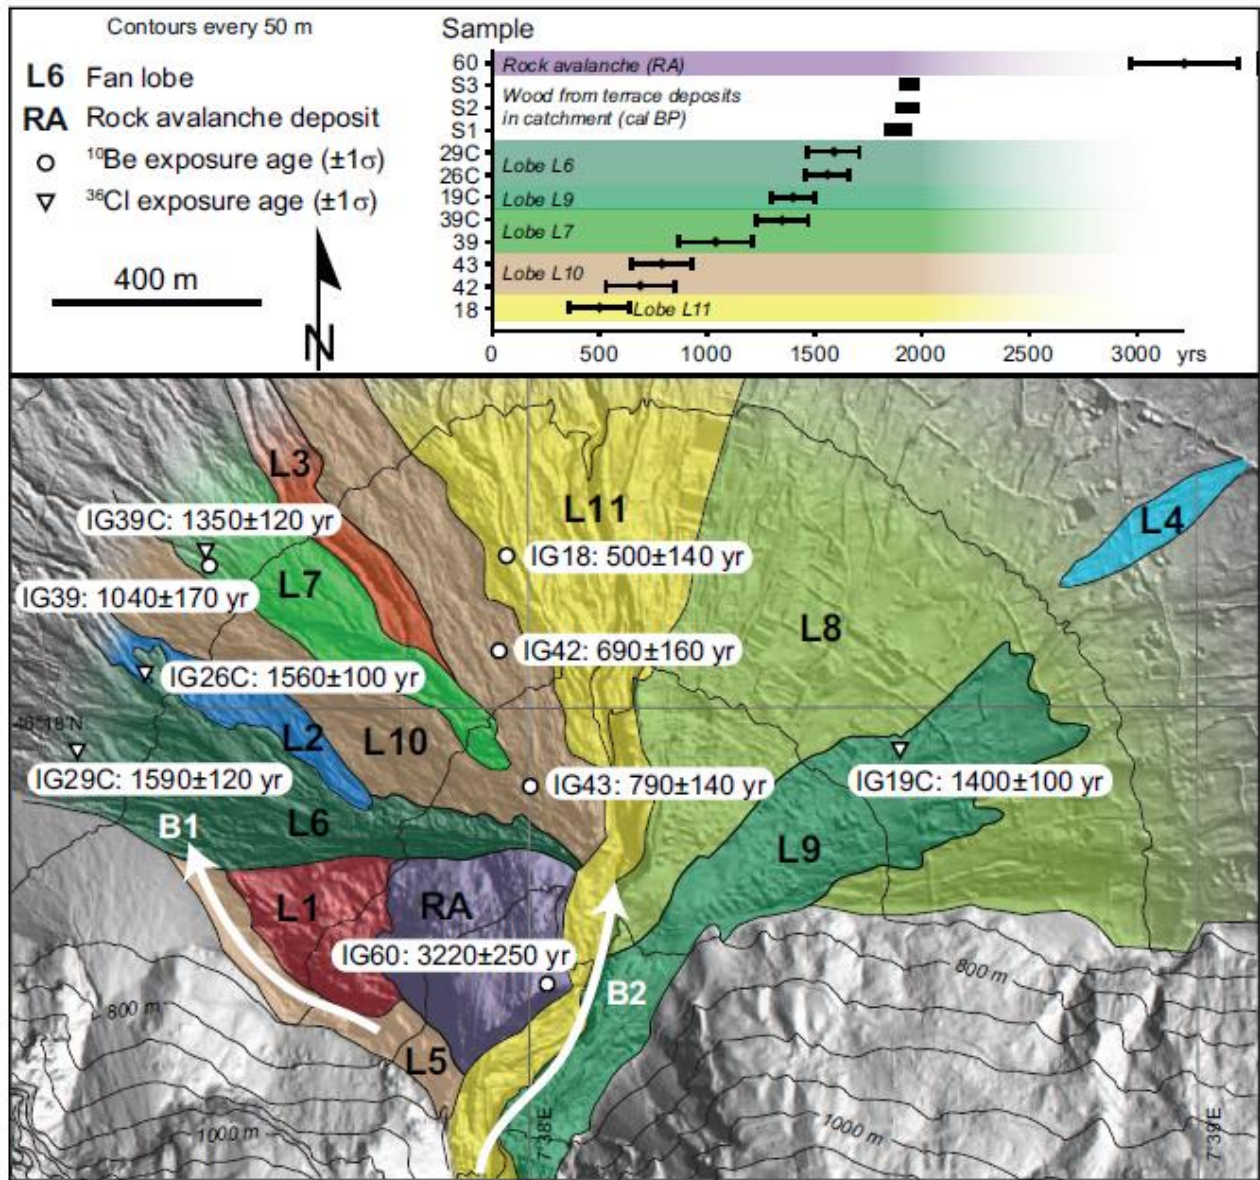 Contours every 50 m
L6 Fan lobe
RA Rock avalanche deposit
¹⁰Be exposure age (±1σ)
³⁶Cl exposure age (±1σ)
400 m
N
Sample
60 Rock avalanche (RA)
S3
S2 Wood from terrace deposits
in catchment (cal BP)
S1
29C
26C Lobe L6
19C Lobe L9
39C
39 Lobe L7
43
42 Lobe L10
18 Lobe L11
0 500 1000 1500 2000 2500 3000 yrs
L3
L11
L4
IG39C: 1350±120 yr
IG18: 500±140 yr
L7
IG39: 1040±170 yr
L8
IG42: 690±160 yr
IG26C: 1560±100 yr
46°18'N
L2
L10
IG29C: 1590±120 yr
IG43: 790±140 yr
IG19C: 1400±100 yr
B1
L6
L9
L1
RA
IG60: 3220±250 yr
B2
800 m
800 m
L5
1000 m
1000 m
7°38'E
7°39'E